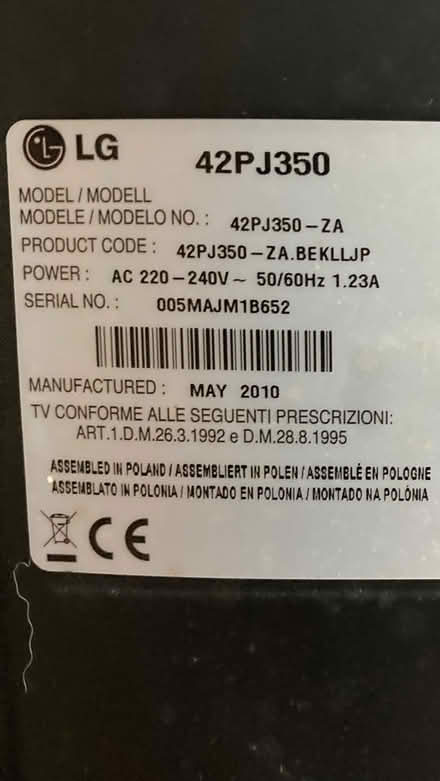 LG
42PJ350
MODEL / MODELL
MODELE / MODELO NO. : 42PJ350-ZA
PRODUCT CODE : 42PJ350-ZA.BEKLLJP
POWER : AC 220-240V~ 50/60Hz 1.23A
SERIAL NO. : 005MAJM1B652
MANUFACTURED : MAY 2010
TV CONFORME ALLE SEGUENTI PRESCRIZIONI:
ART.1.D.M.26.3.1992 e D.M.28.8.1995
ASSEMBLED IN POLAND / ASSEMBLIERT IN POLEN / ASSEMBLÉ EN POLOGNE
ASSEMBLATO IN POLONIA / MONTADO EN POLONIA / MONTADO NA POLÓNIA
CE